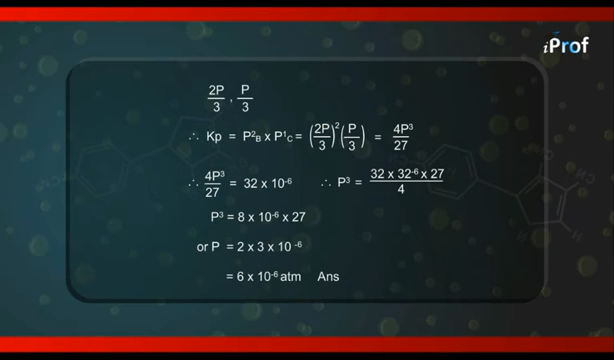 iProf
2P/3 , P/3
∴ Kp = P²B x P¹C = (2P/3)² (P/3) = 4P³/27
∴ 4P³/27 = 32 x 10⁻⁶ ∴ P³ = 32 x 32⁻⁶ x 27/4
P³ = 8 x 10⁻⁶ x 27
or P = 2 x 3 x 10⁻⁶
= 6 x 10⁻⁶ atm Ans